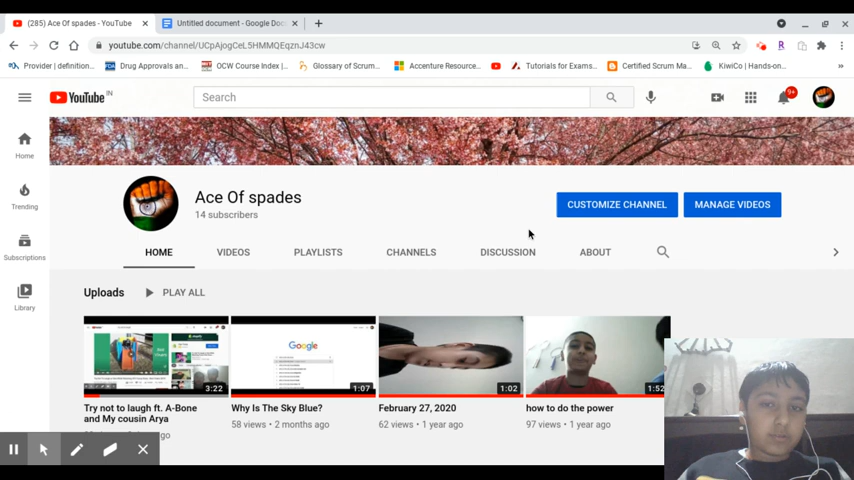 (285) Ace Of spades - YouTube
Untitled document - Google Doc
youtube.com/channel/UCpAjogCeL5HMMQEqznJ43cw
Provider | definition...
Drug Approvals an...
OCW Course Index |...
Glossary of Scrum...
Accenture Resource...
Tutorials for Exams...
Certified Scrum Ma...
KiwiCo | Hands-on...
YouTube IN
Search
9+
Home
Trending
Subscriptions
Library
Ace Of spades
14 subscribers
CUSTOMIZE CHANNEL
MANAGE VIDEOS
HOME
VIDEOS
PLAYLISTS
CHANNELS
DISCUSSION
ABOUT
Uploads
PLAY ALL
3:22
Google
1:07
1:02
1:52
Try not to laugh ft. A-Bone
and My cousin Arya
Why Is The Sky Blue?
58 views • 2 months ago
February 27, 2020
62 views • 1 year ago
how to do the power
97 views • 1 year ago